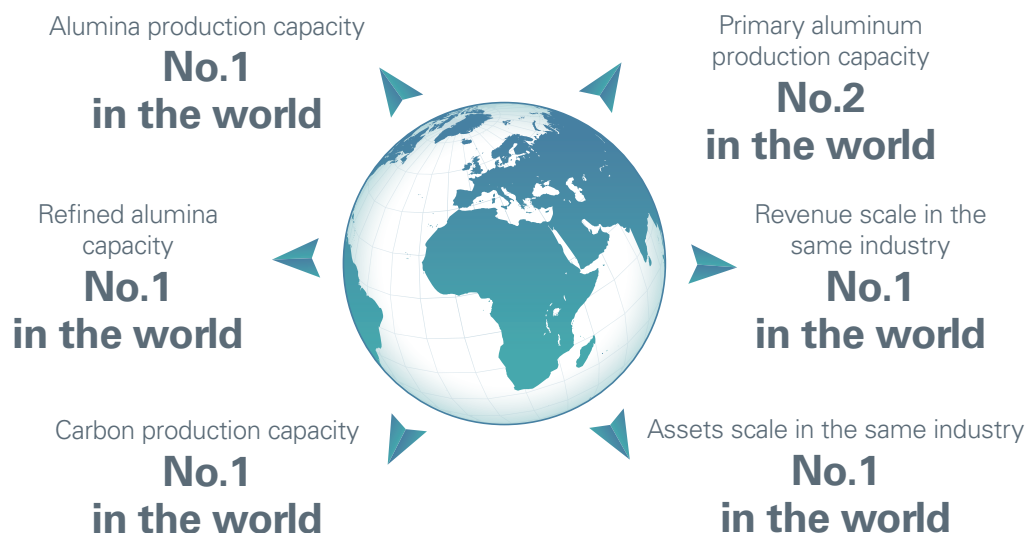 Alumina production capacity
No.1
in the world
Primary aluminum
production capacity
No.2
in the world
Refined alumina
capacity
No.1
in the world
Revenue scale in the
same industry
No.1
in the world
Carbon production capacity
No.1
in the world
Assets scale in the same industry
No.1
in the world